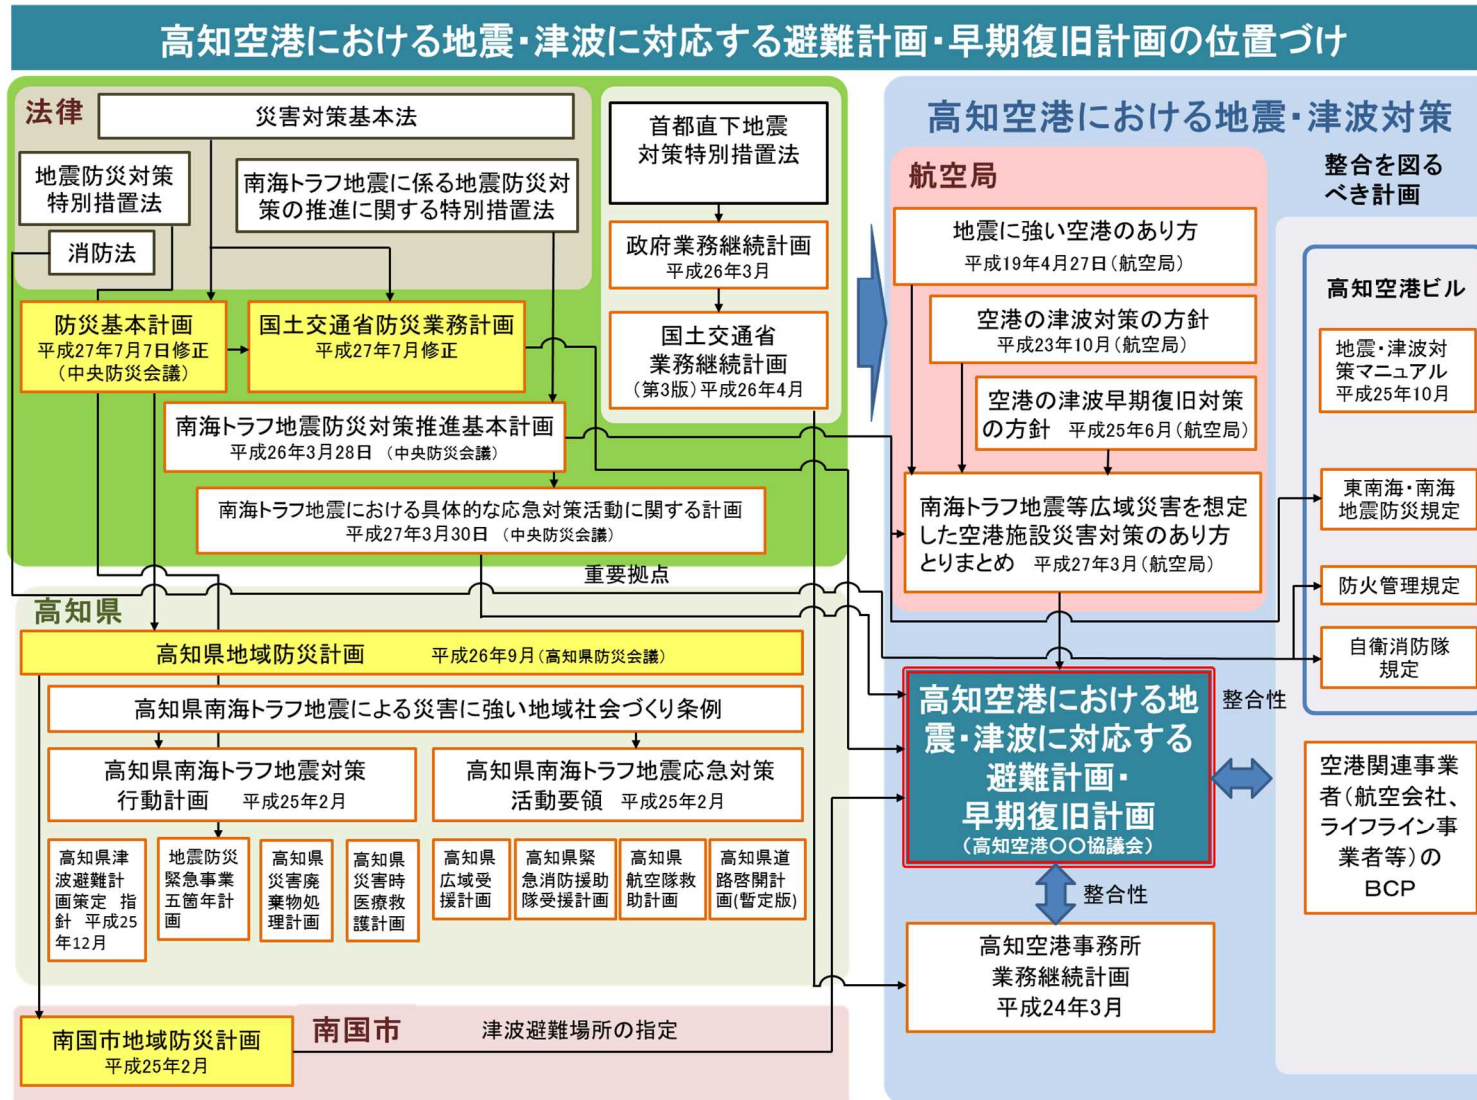 高知空港における地震・津波に対応する避難計画・早期復旧計画の位置づけ
法律
災害対策基本法
地震防災対策
特別措置法
南海トラフ地震に係る地震防災対
策の推進に関する特別措置法
消防法
首都直下地震
対策特別措置法
政府業務継続計画
平成26年3月
国土交通省
業務継続計画
(第3版)平成26年4月
防災基本計画
平成27年7月7日修正
(中央防災会議)
国土交通省防災業務計画
平成27年7月修正
南海トラフ地震防災対策推進基本計画
平成26年3月28日 (中央防災会議)
南海トラフ地震における具体的な応急対策活動に関する計画
平成27年3月30日 (中央防災会議)
重要拠点
高知県
高知県地域防災計画 平成26年9月(高知県防災会議)
高知県南海トラフ地震による災害に強い地域社会づくり条例
高知県南海トラフ地震対策
行動計画 平成25年2月
高知県南海トラフ地震応急対策
活動要領 平成25年2月
高知県津
波避難計
画策定 指
針 平成25
年12月
地震防災
緊急事業
五箇年計
画
高知県
災害廃
棄物処
理計画
高知県
災害時
医療救
護計画
高知県
広域受
援計画
高知県緊
急消防援助
隊受援計画
高知県
航空隊救
助計画
高知県道
路啓開計
画(暫定版)
南国市
南国市地域防災計画
平成25年2月
津波避難場所の指定
高知空港における地震・津波対策
航空局
地震に強い空港のあり方
平成19年4月27日(航空局)
空港の津波対策の方針
平成23年10月(航空局)
空港の津波早期復旧対策
の方針 平成25年6月(航空局)
南海トラフ地震等広域災害を想定
した空港施設災害対策のあり方
とりまとめ 平成27年3月(航空局)
高知空港における地
震・津波に対応する
避難計画・
早期復旧計画
(高知空港〇〇協議会)
整合性
整合性
高知空港事務所
業務継続計画
平成24年3月
整合を図る
べき計画
高知空港ビル
地震・津波対
策マニュアル
平成25年10月
東南海・南海
地震防災規定
防火管理規定
自衛消防隊
規定
空港関連事業
者(航空会社、
ライフライン事
業者等)の
BCP